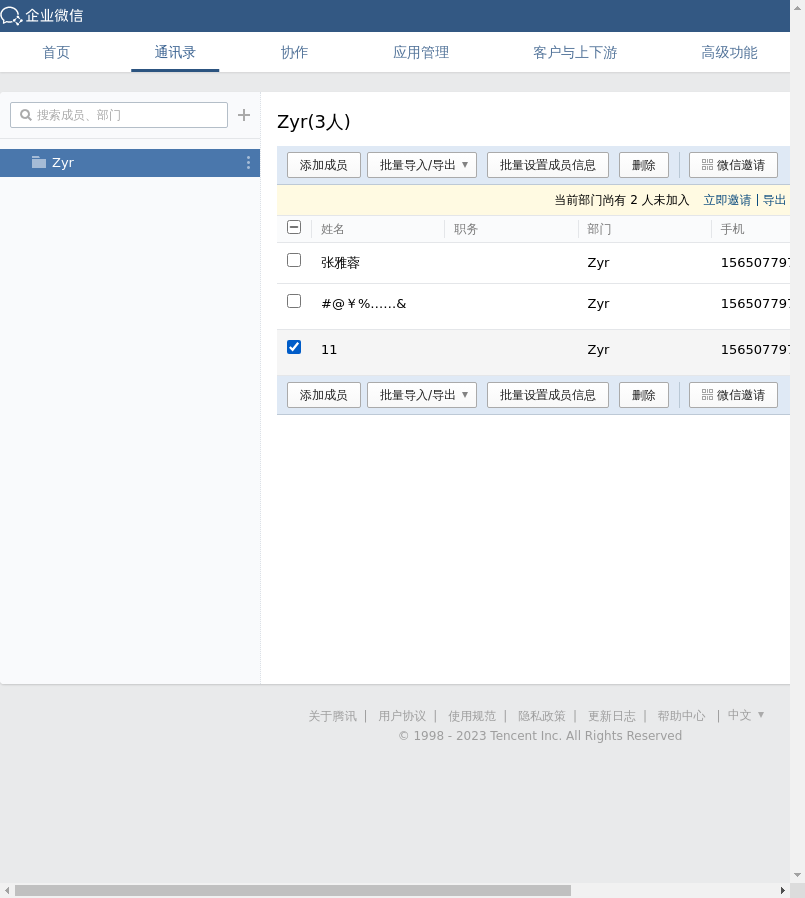 企业微信
首页 通讯录 协作 应用管理 客户与上下游 高级功能
搜索成员、部门
Zyr
Zyr(3人)
添加成员 批量导入/导出 批量设置成员信息 删除 微信邀请
当前部门尚有 2 人未加入 立即邀请 | 导出
姓名 职务 部门 手机
张雅蓉 Zyr 156507797
#@￥%……& Zyr 156507797
11 Zyr 156507797
添加成员 批量导入/导出 批量设置成员信息 删除 微信邀请
关于腾讯 | 用户协议 | 使用规范 | 隐私政策 | 更新日志 | 帮助中心 | 中文
© 1998 - 2023 Tencent Inc. All Rights Reserved